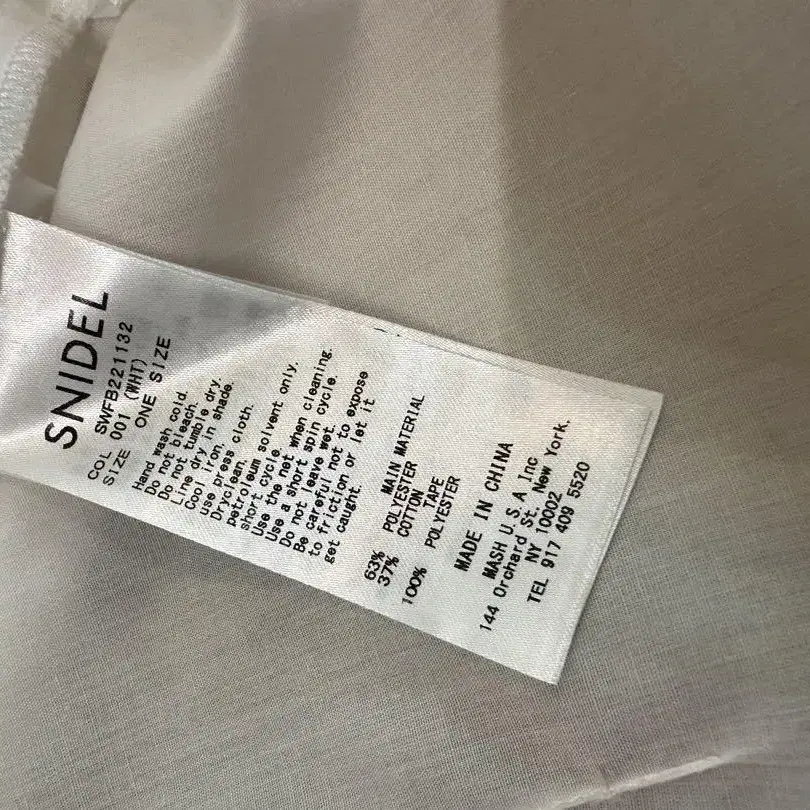 SNIDEL
SWFB221132
COL 001 (WHT)
SIZE ONE SIZE
Hand wash cold.
Do not bleach.
Do not tumble dry.
Line dry in shade.
Cool iron.
use press cloth.
Dryclean.
petroleum solvent only.
short cycle.
Use the net when cleaning.
Use a short spin cycle.
Do not leave wet.
Be careful not to expose
to friction or let it
get caught.
MAIN MATERIAL
63% POLYESTER
37% COTTON
TAPE
100% POLYESTER
MADE IN CHINA
MASH U.S.A Inc
144 Orchard St. New York.
NY 10002
TEL 917 409 5520